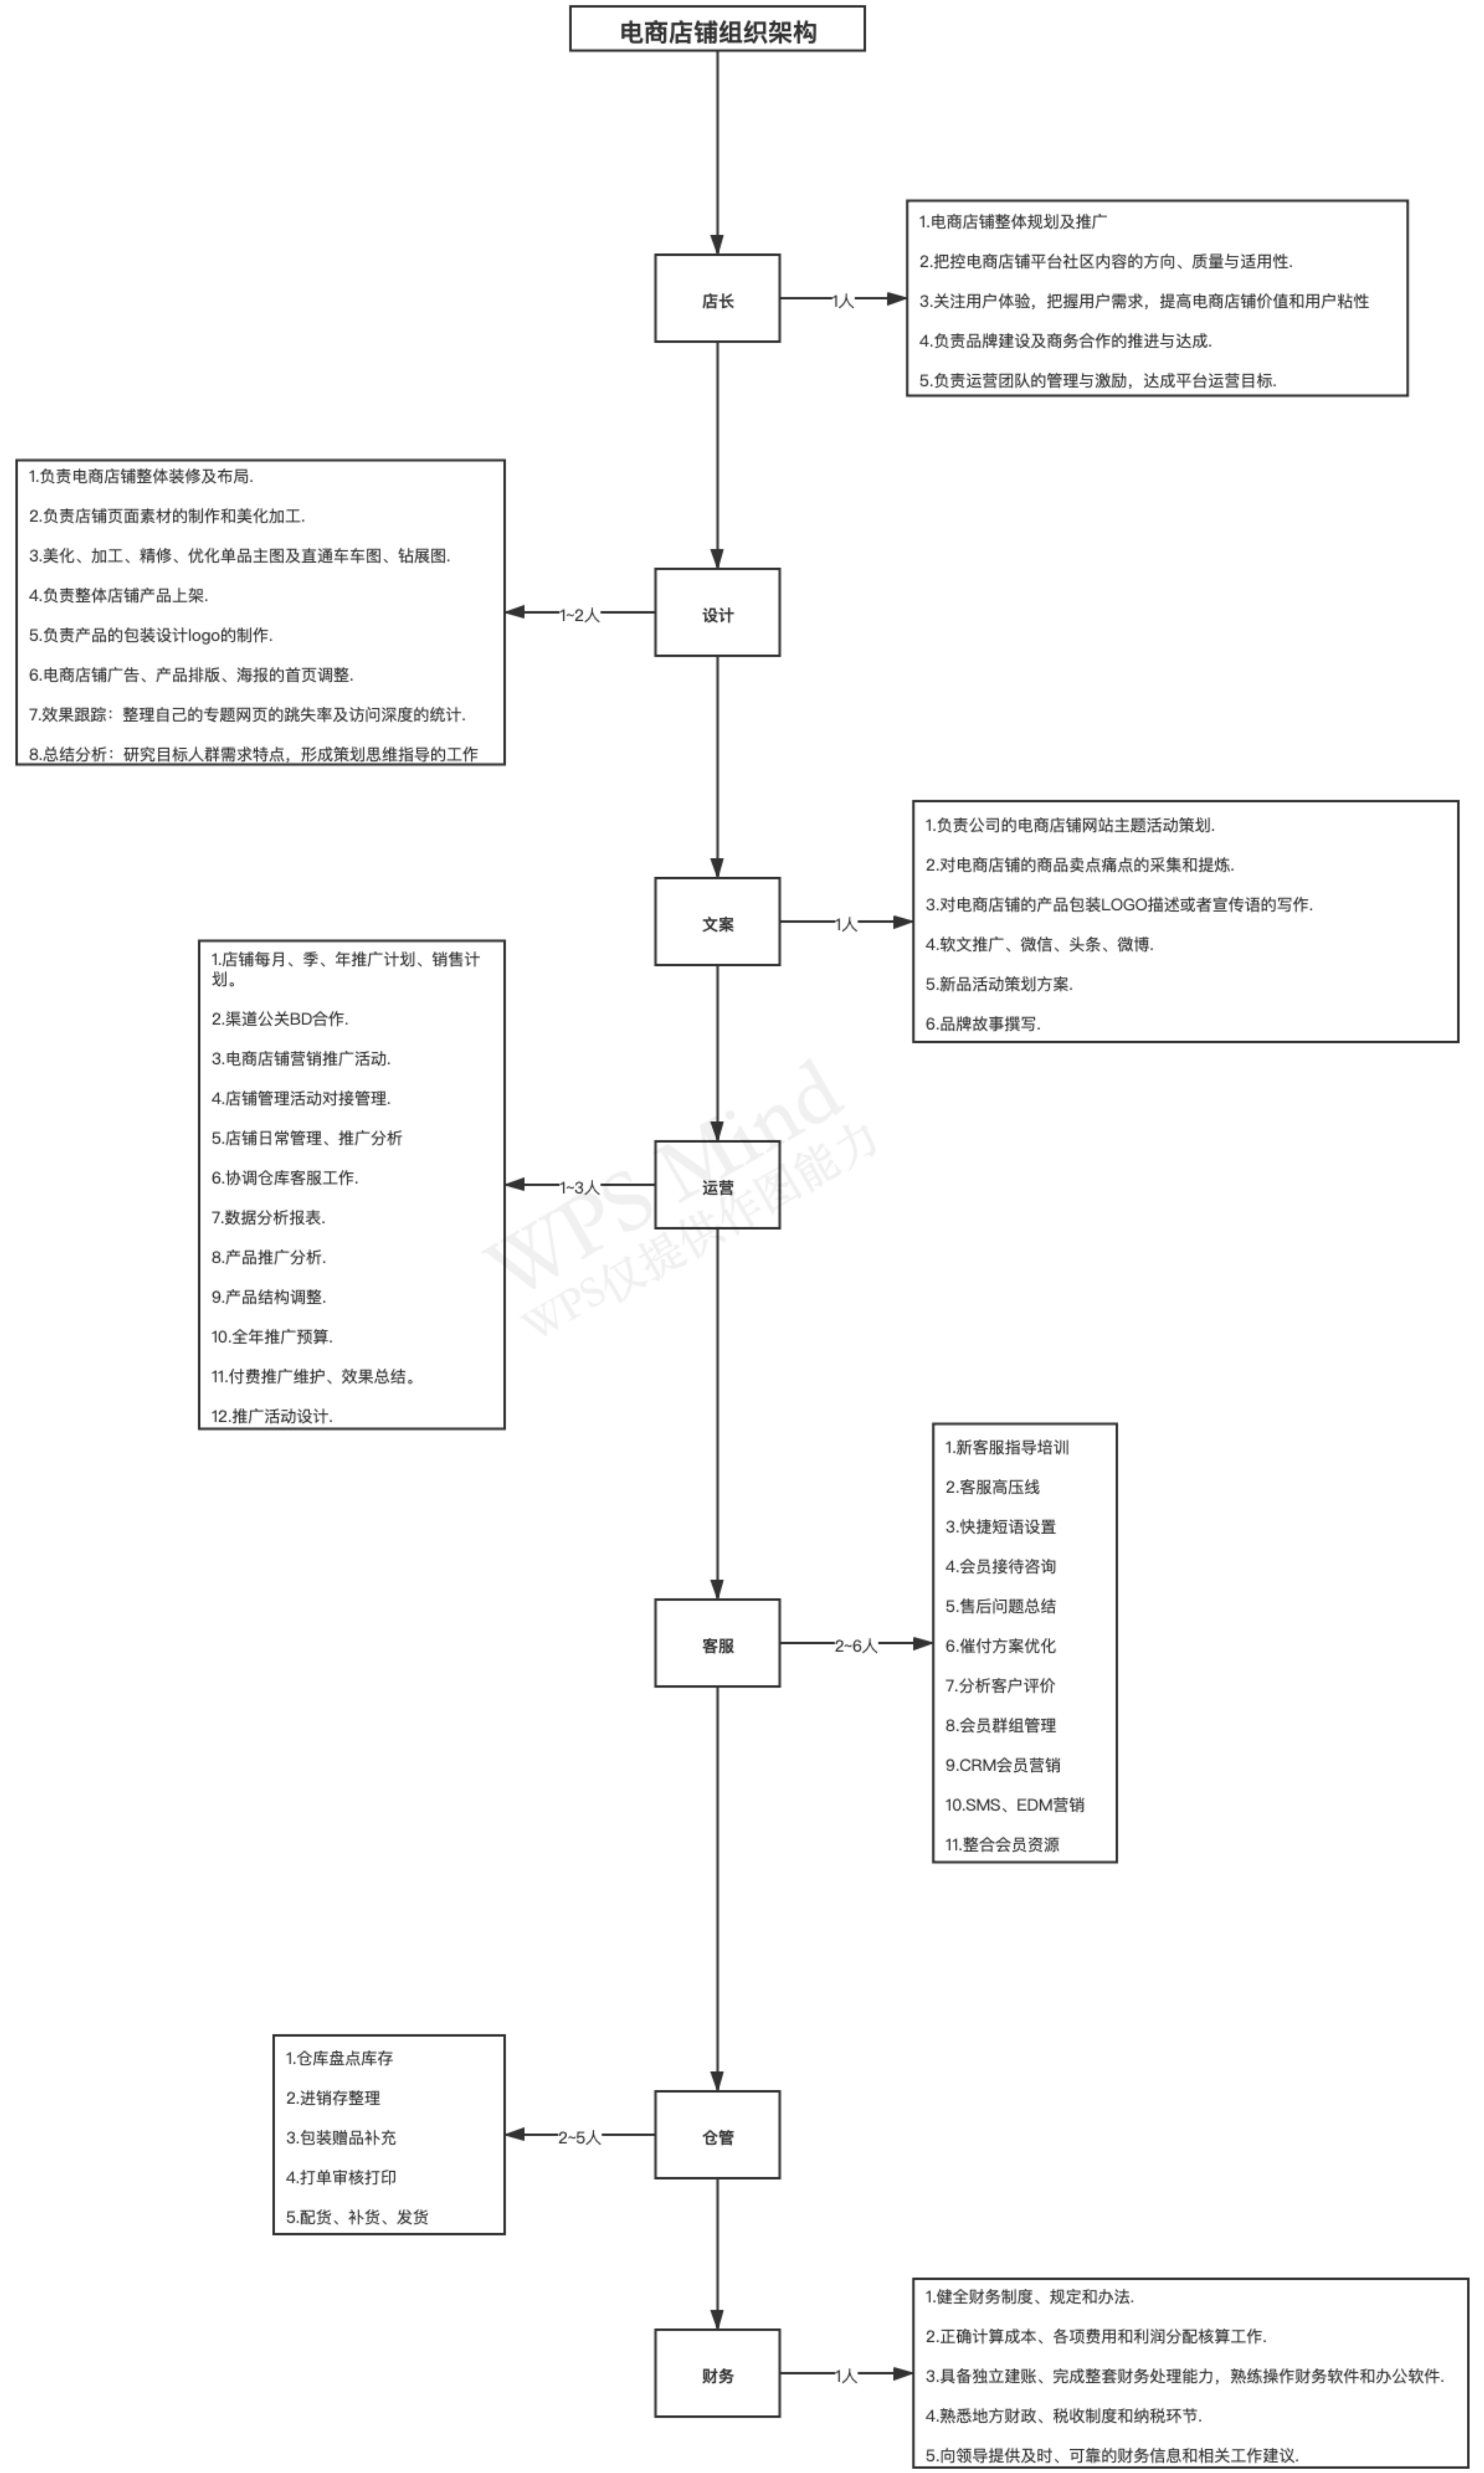 电商店铺组织架构
店长
1人
1.电商店铺整体规划及推广
2.把控电商店铺平台社区内容的方向、质量与适用性.
3.关注用户体验，把握用户需求，提高电商店铺价值和用户粘性
4.负责品牌建设及商务合作的推进与达成.
5.负责运营团队的管理与激励，达成平台运营目标.
设计
1~2人
1.负责电商店铺整体装修及布局.
2.负责店铺页面素材的制作和美化加工.
3.美化、加工、精修、优化单品主图及直通车车图、钻展图.
4.负责整体店铺产品上架.
5.负责产品的包装设计logo的制作.
6.电商店铺广告、产品排版、海报的首页调整.
7.效果跟踪：整理自己的专题网页的跳失率及访问深度的统计.
8.总结分析：研究目标人群需求特点，形成策划思维指导的工作
文案
1人
1.负责公司的电商店铺网站主题活动策划.
2.对电商店铺的商品卖点痛点的采集和提炼.
3.对电商店铺的产品包装LOGO描述或者宣传语的写作.
4.软文推广、微信、头条、微博.
5.新品活动策划方案.
6.品牌故事撰写.
运营
1~3人
1.店铺每月、季、年推广计划、销售计
划。
2.渠道公关BD合作.
3.电商店铺营销推广活动.
4.店铺管理活动对接管理.
5.店铺日常管理、推广分析
6.协调仓库客服工作.
7.数据分析报表.
8.产品推广分析.
9.产品结构调整.
10.全年推广预算.
11.付费推广维护、效果总结。
12.推广活动设计.
WPS Mind
WPS仅提供作图能力
客服
2~6人
1.新客服指导培训
2.客服高压线
3.快捷短语设置
4.会员接待咨询
5.售后问题总结
6.催付方案优化
7.分析客户评价
8.会员群组管理
9.CRM会员营销
10.SMS、EDM营销
11.整合会员资源
仓管
2~5人
1.仓库盘点库存
2.进销存整理
3.包装赠品补充
4.打单审核打印
5.配货、补货、发货
财务
1人
1.健全财务制度、规定和办法.
2.正确计算成本、各项费用和利润分配核算工作.
3.具备独立建账、完成整套财务处理能力，熟练操作财务软件和办公软件.
4.熟悉地方财政、税收制度和纳税环节.
5.向领导提供及时、可靠的财务信息和相关工作建议.